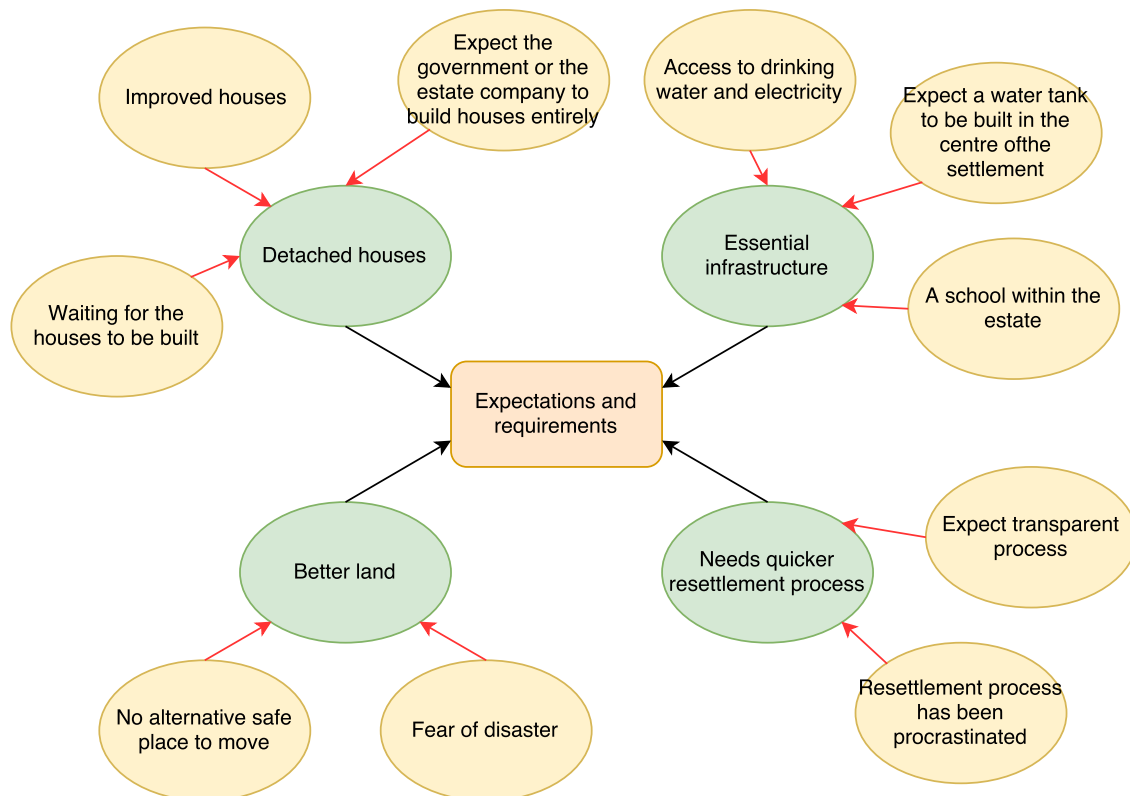 Improved houses
Expect the
government or the
estate company to
build houses entirely
Access to drinking
water and electricity
Expect a water tank
to be built in the
centre ofthe
settlement
Detached houses
Essential
infrastructure
Waiting for the
houses to be built
A school within the
estate
Expectations and
requirements
Better land
Needs quicker
resettlement process
Expect transparent
process
No alternative safe
place to move
Fear of disaster
Resettlement process
has been
procrastinated